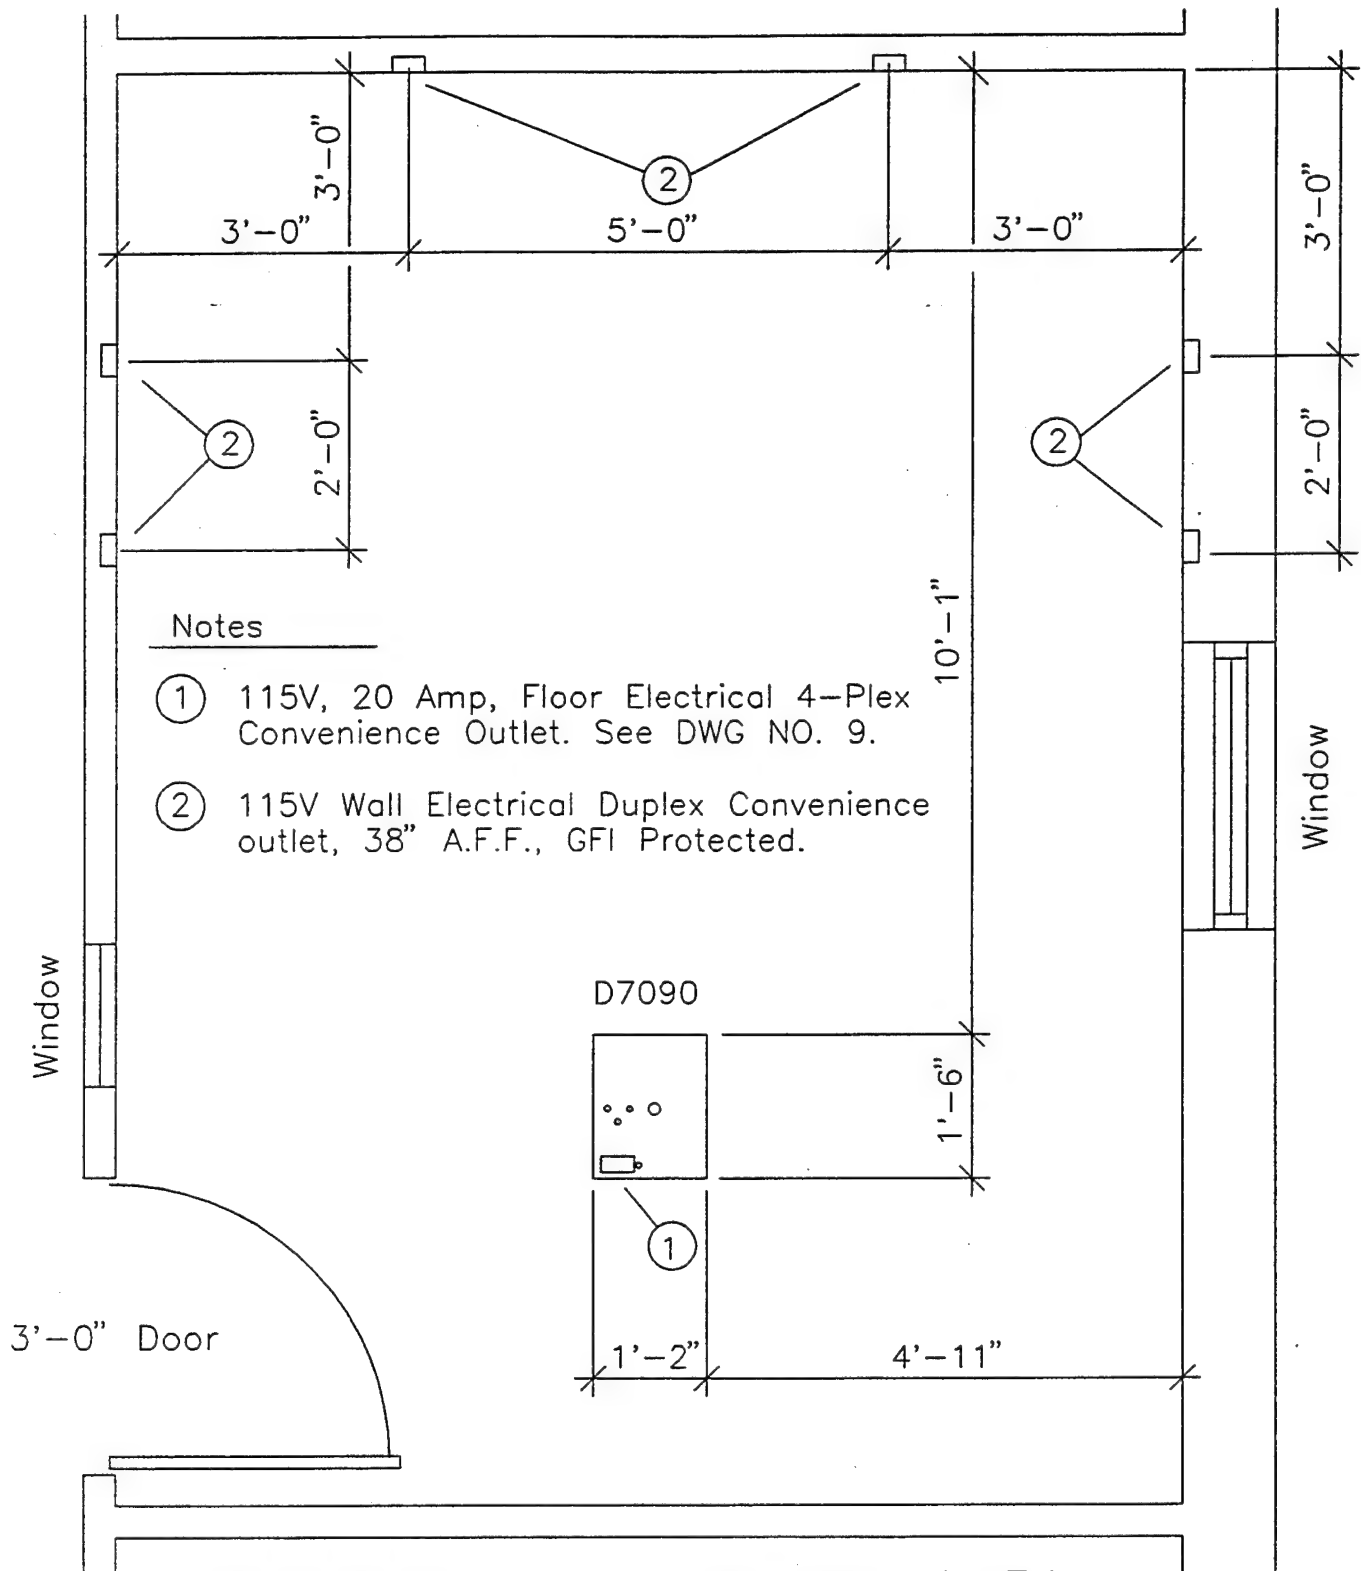 3'-0"
2
3'-0"
5'-0"
3'-0"
3'-0"
2
2'-0"
2
2'-0"
Notes
1 115V, 20 Amp, Floor Electrical 4-Plex
Convenience Outlet. See DWG NO. 9.
2 115V Wall Electrical Duplex Convenience
outlet, 38" A.F.F., GFI Protected.
10'-1"
Window
Window
D7090
1'-6"
1
3'-0" Door
1'-2"
4'-11"